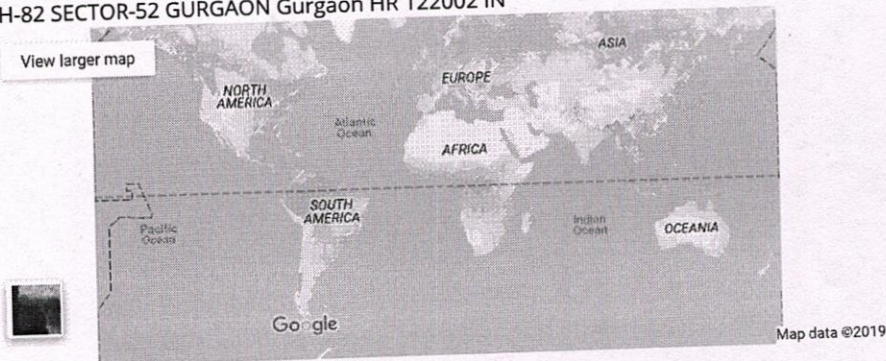 H-82 SECTOR-52 GURGAON Gurgaon HR 122002 IN
View larger map
ASIA
EUROPE
NORTH
AMERICA
Atlantic
Ocean
AFRICA
SOUTH
AMERICA
Pacific
Ocean
Indian
Ocean
OCEANIA
Google
Map data ©2019